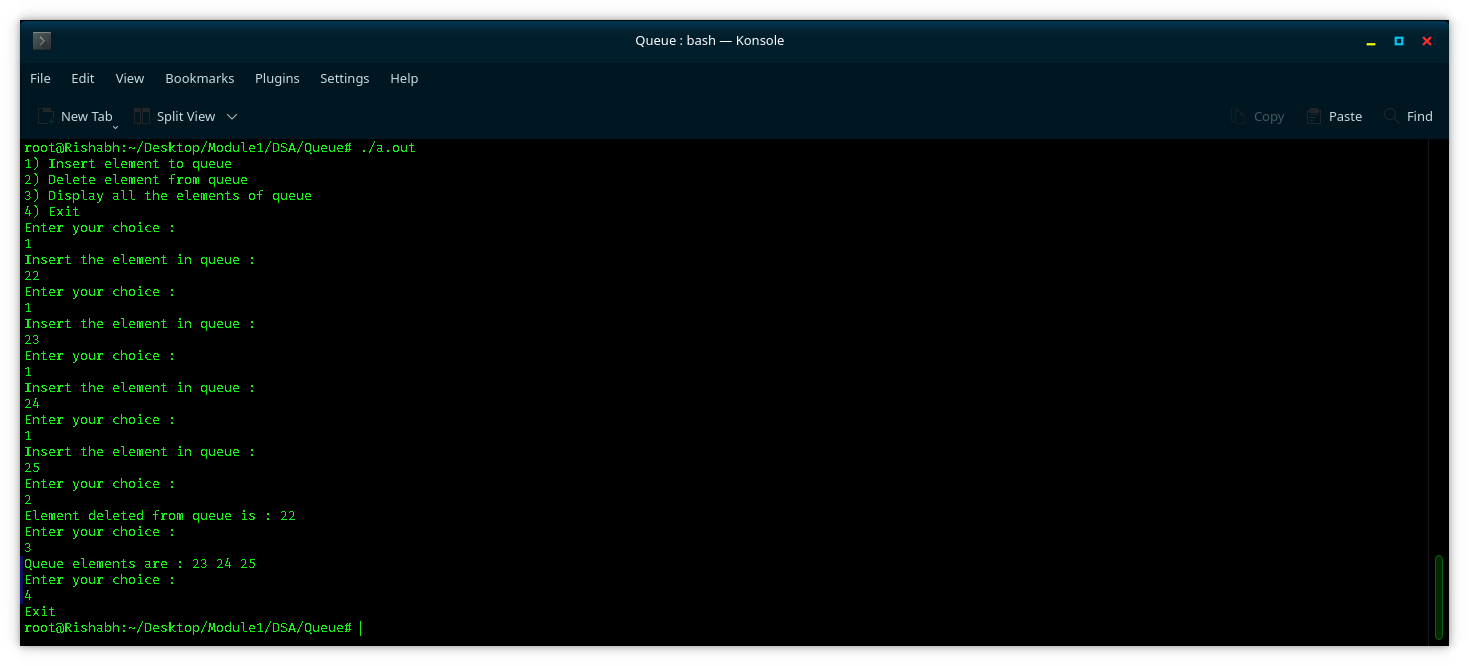 Queue : bash — Konsole
File Edit View Bookmarks Plugins Settings Help
New Tab Split View Copy Paste Find
root@Rishabh:~/Desktop/Module1/DSA/Queue# ./a.out
1) Insert element to queue
2) Delete element from queue
3) Display all the elements of queue
4) Exit
Enter your choice :
1
Insert the element in queue :
22
Enter your choice :
1
Insert the element in queue :
23
Enter your choice :
1
Insert the element in queue :
24
Enter your choice :
1
Insert the element in queue :
25
Enter your choice :
2
Element deleted from queue is : 22
Enter your choice :
3
Queue elements are : 23 24 25
Enter your choice :
4
Exit
root@Rishabh:~/Desktop/Module1/DSA/Queue#